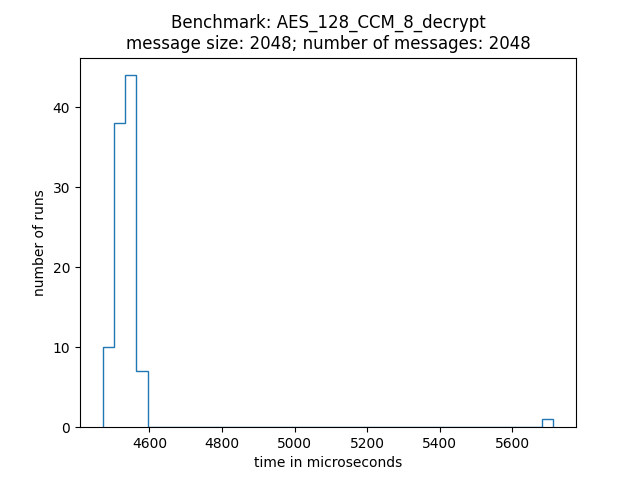 Benchmark: AES_128_CCM_8_decrypt
message size: 2048; number of messages: 2048
number of runs
40
30
20
10
0
4600 4800 5000 5200 5400 5600
time in microseconds